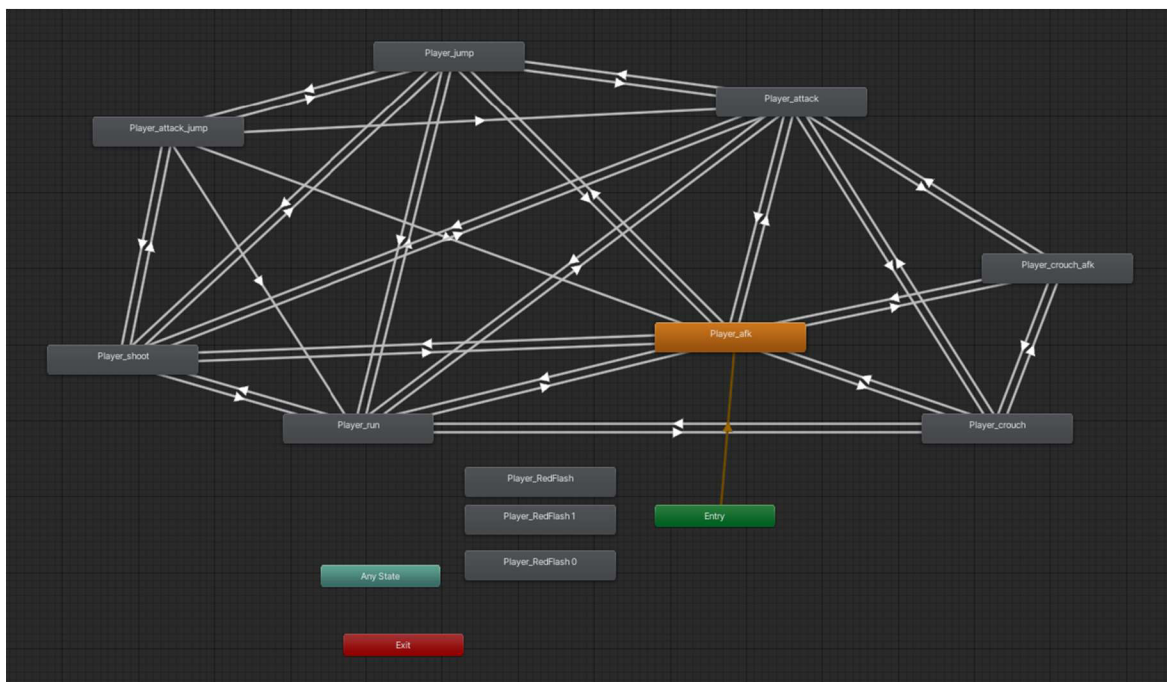 Player_jump
Player_attack
Player_attack_jump
Player_crouch_afk
Player_afk
Player_shoot
Player_run
Player_crouch
Player_RedFlash
Player_RedFlash 1
Entry
Player_RedFlash 0
Any State
Exit